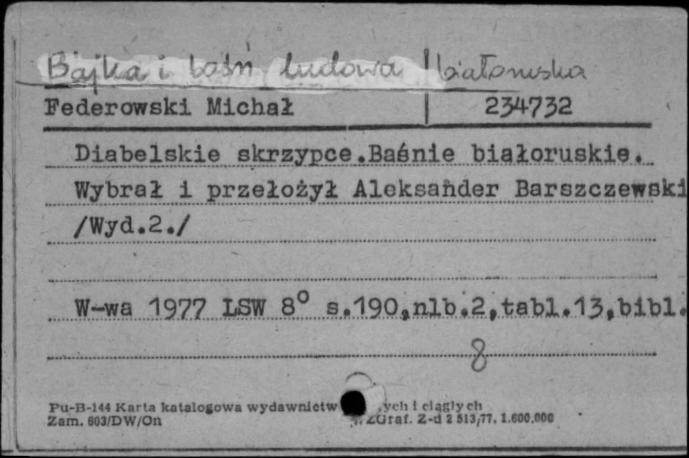 Bajka i baśń ludowa białoruska
Federowski Michał 234732
Diabelskie skrzypce.Baśnie białoruskie.
Wybrał i przełożył Aleksander Barszczewski
/Wyd.2./
W-wa 1977 LSW 8° s.190,nlb.2,tabl.13,bibl.
8
Pu-B-144 Karta katalogowa wydawnictw ych i ciągłych
Zam. 603/DW/On ZGraf. Z-d 2 513/77. 1.600.000